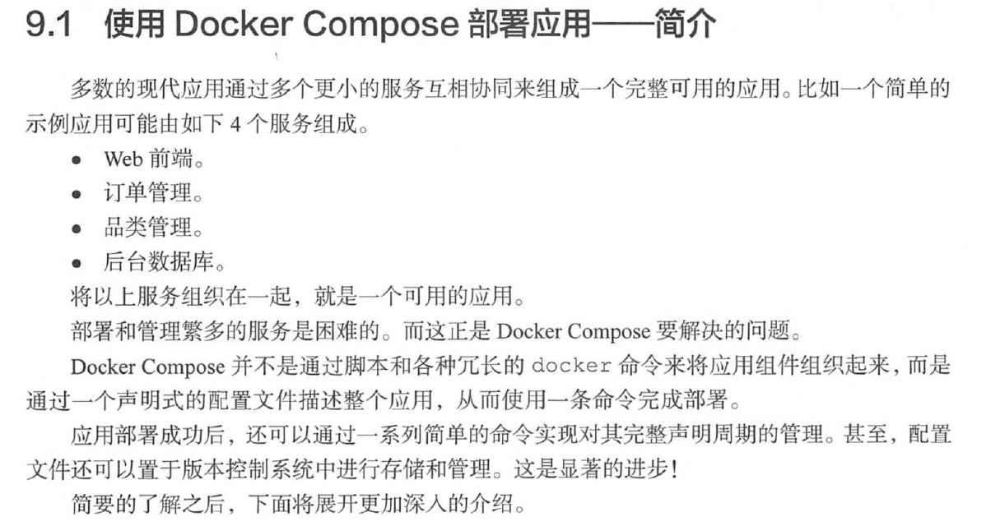 9.1 使用 Docker Compose 部署应用——简介
多数的现代应用通过多个更小的服务互相协同来组成一个完整可用的应用。比如一个简单的
示例应用可能由如下 4 个服务组成。
● Web 前端。
● 订单管理。
● 品类管理。
● 后台数据库。
将以上服务组织在一起，就是一个可用的应用。
部署和管理繁多的服务是困难的。而这正是 Docker Compose 要解决的问题。
Docker Compose 并不是通过脚本和各种冗长的 docker 命令来将应用组件组织起来，而是
通过一个声明式的配置文件描述整个应用，从而使用一条命令完成部署。
应用部署成功后，还可以通过一系列简单的命令实现对其完整声明周期的管理。甚至，配置
文件还可以置于版本控制系统中进行存储和管理。这是显著的进步！
简要的了解之后，下面将展开更加深入的介绍。